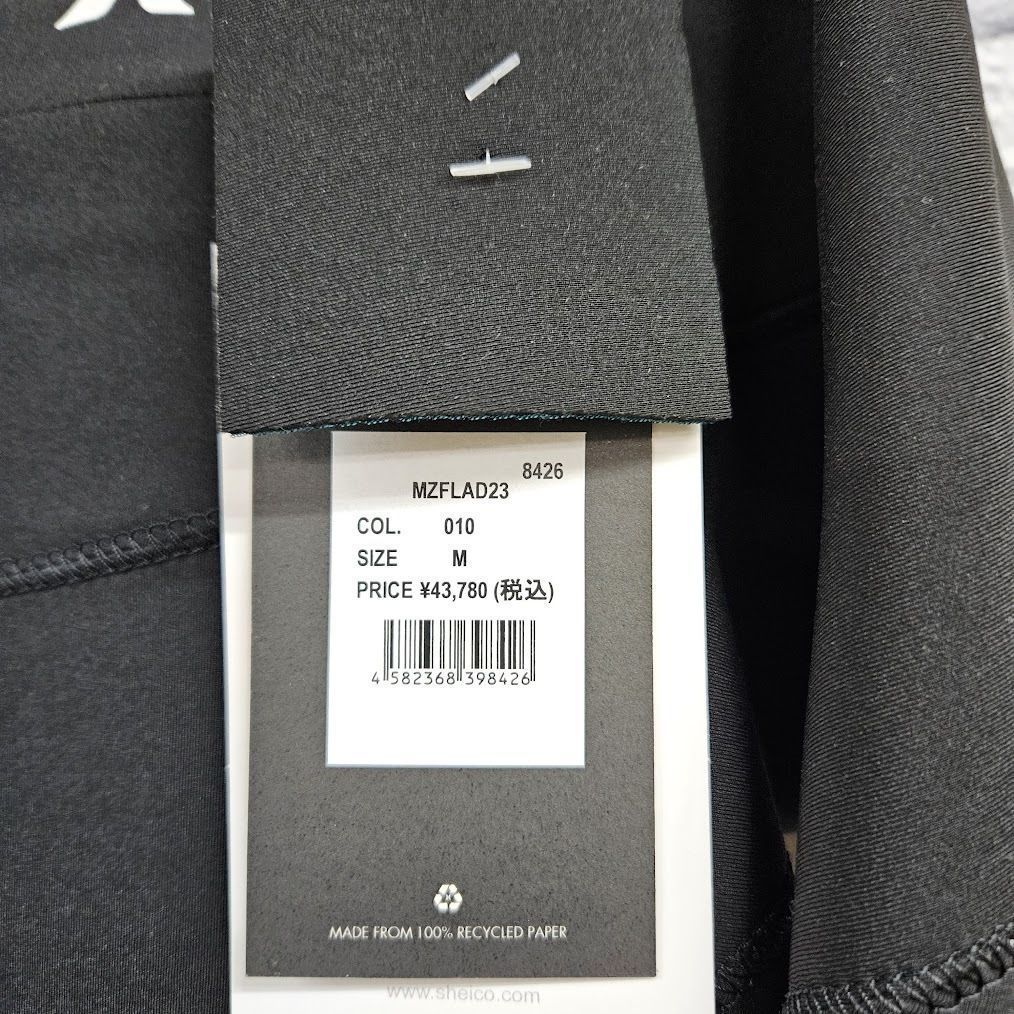 8426
MZFLAD23
COL. 010
SIZE M
PRICE ¥43,780 (税込)
4 582368 398426
MADE FROM 100% RECYCLED PAPER
www.sheico.com